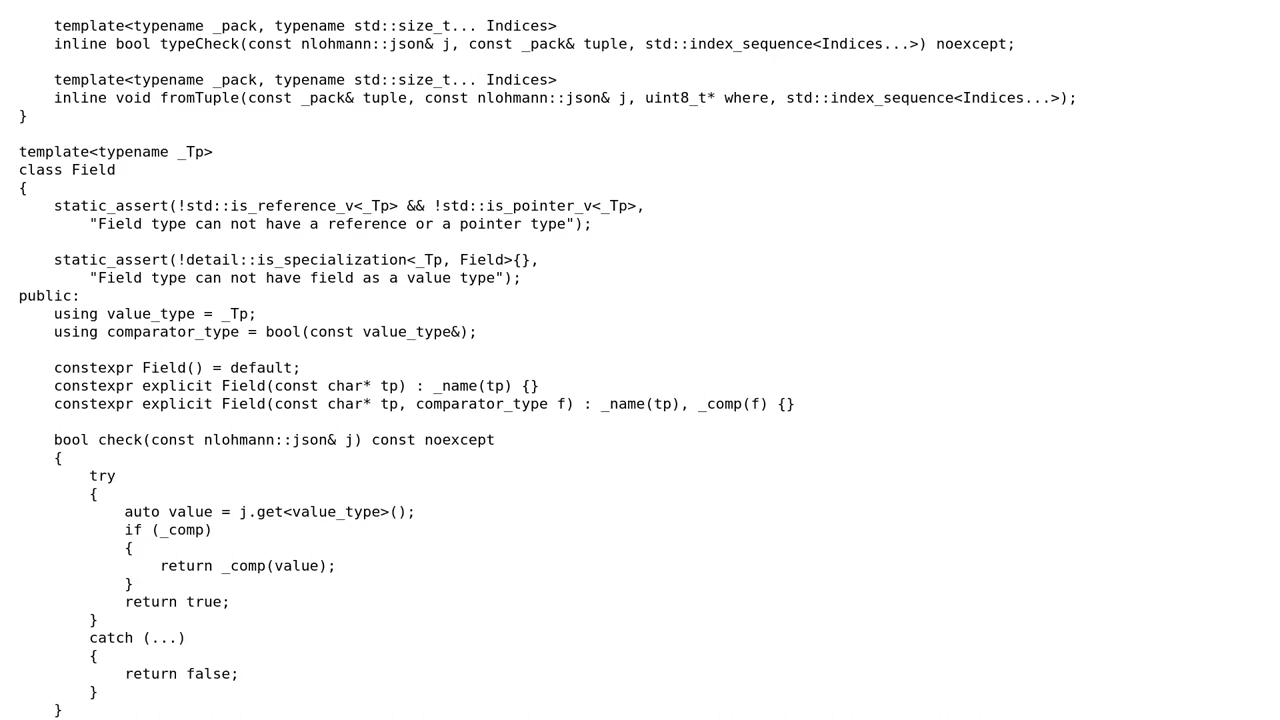 template<typename _pack, typename std::size_t... Indices>
    inline bool typeCheck(const nlohmann::json& j, const _pack& tuple, std::index_sequence<Indices...>) noexcept;

    template<typename _pack, typename std::size_t... Indices>
    inline void fromTuple(const _pack& tuple, const nlohmann::json& j, uint8_t* where, std::index_sequence<Indices...>);
}

template<typename _Tp>
class Field
{
    static_assert(!std::is_reference_v<_Tp> && !std::is_pointer_v<_Tp>,
        "Field type can not have a reference or a pointer type");

    static_assert(!detail::is_specialization<_Tp, Field>{},
        "Field type can not have field as a value type");
public:
    using value_type = _Tp;
    using comparator_type = bool(const value_type&);

    constexpr Field() = default;
    constexpr explicit Field(const char* tp) : _name(tp) {}
    constexpr explicit Field(const char* tp, comparator_type f) : _name(tp), _comp(f) {}

    bool check(const nlohmann::json& j) const noexcept
    {
        try
        {
            auto value = j.get<value_type>();
            if (_comp)
            {
                return _comp(value);
            }
            return true;
        }
        catch (...)
        {
            return false;
        }
    }